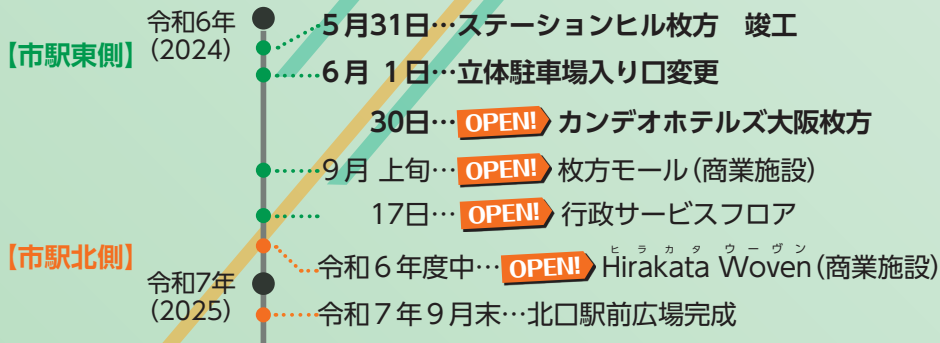 令和6年
(2024)
【市駅東側】
5月31日…ステーションヒル枚方 竣工
6月 1日…立体駐車場入り口変更
30日…OPEN! カンデオホテルズ大阪枚方
9月 上旬…OPEN! 枚方モール(商業施設)
17日…OPEN! 行政サービスフロア
【市駅北側】
ヒラカタ ウーヴン
令和6年度中…OPEN! Hirakata Woven(商業施設)
令和7年
(2025)
令和7年9月末…北口駅前広場完成